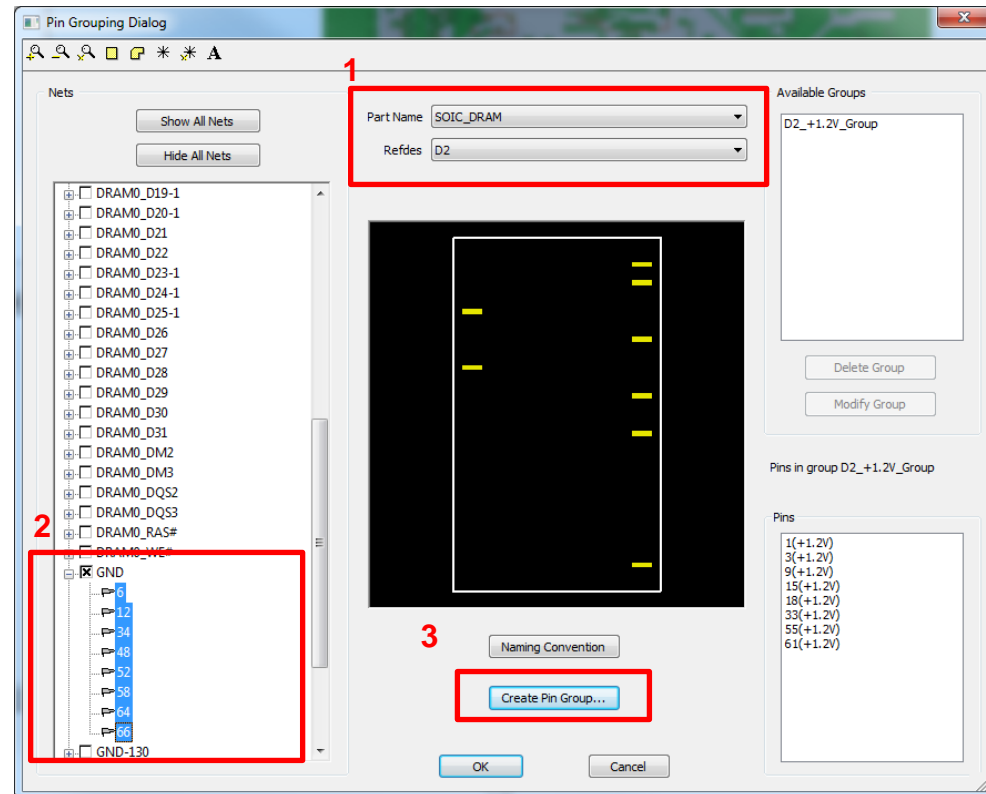 Pin Grouping Dialog
A
1
Nets
Show All Nets
Hide All Nets
Part Name SOIC_DRAM
Refdes D2
Available Groups
D2_+1.2V_Group
DRAM0_D19-1
DRAM0_D20-1
DRAM0_D21
DRAM0_D22
DRAM0_D23-1
DRAM0_D24-1
DRAM0_D25-1
DRAM0_D26
DRAM0_D27
DRAM0_D28
DRAM0_D29
DRAM0_D30
DRAM0_D31
DRAM0_DM2
DRAM0_DM3
DRAM0_DQS2
DRAM0_DQS3
DRAM0_RAS#
DRAM0_WE#
2
GND
6
12
34
48
52
58
64
66
GND-130
3
Naming Convention
Create Pin Group...
OK
Cancel
Delete Group
Modify Group
Pins in group D2_+1.2V_Group
Pins
1(+1.2V)
3(+1.2V)
9(+1.2V)
15(+1.2V)
18(+1.2V)
33(+1.2V)
55(+1.2V)
61(+1.2V)